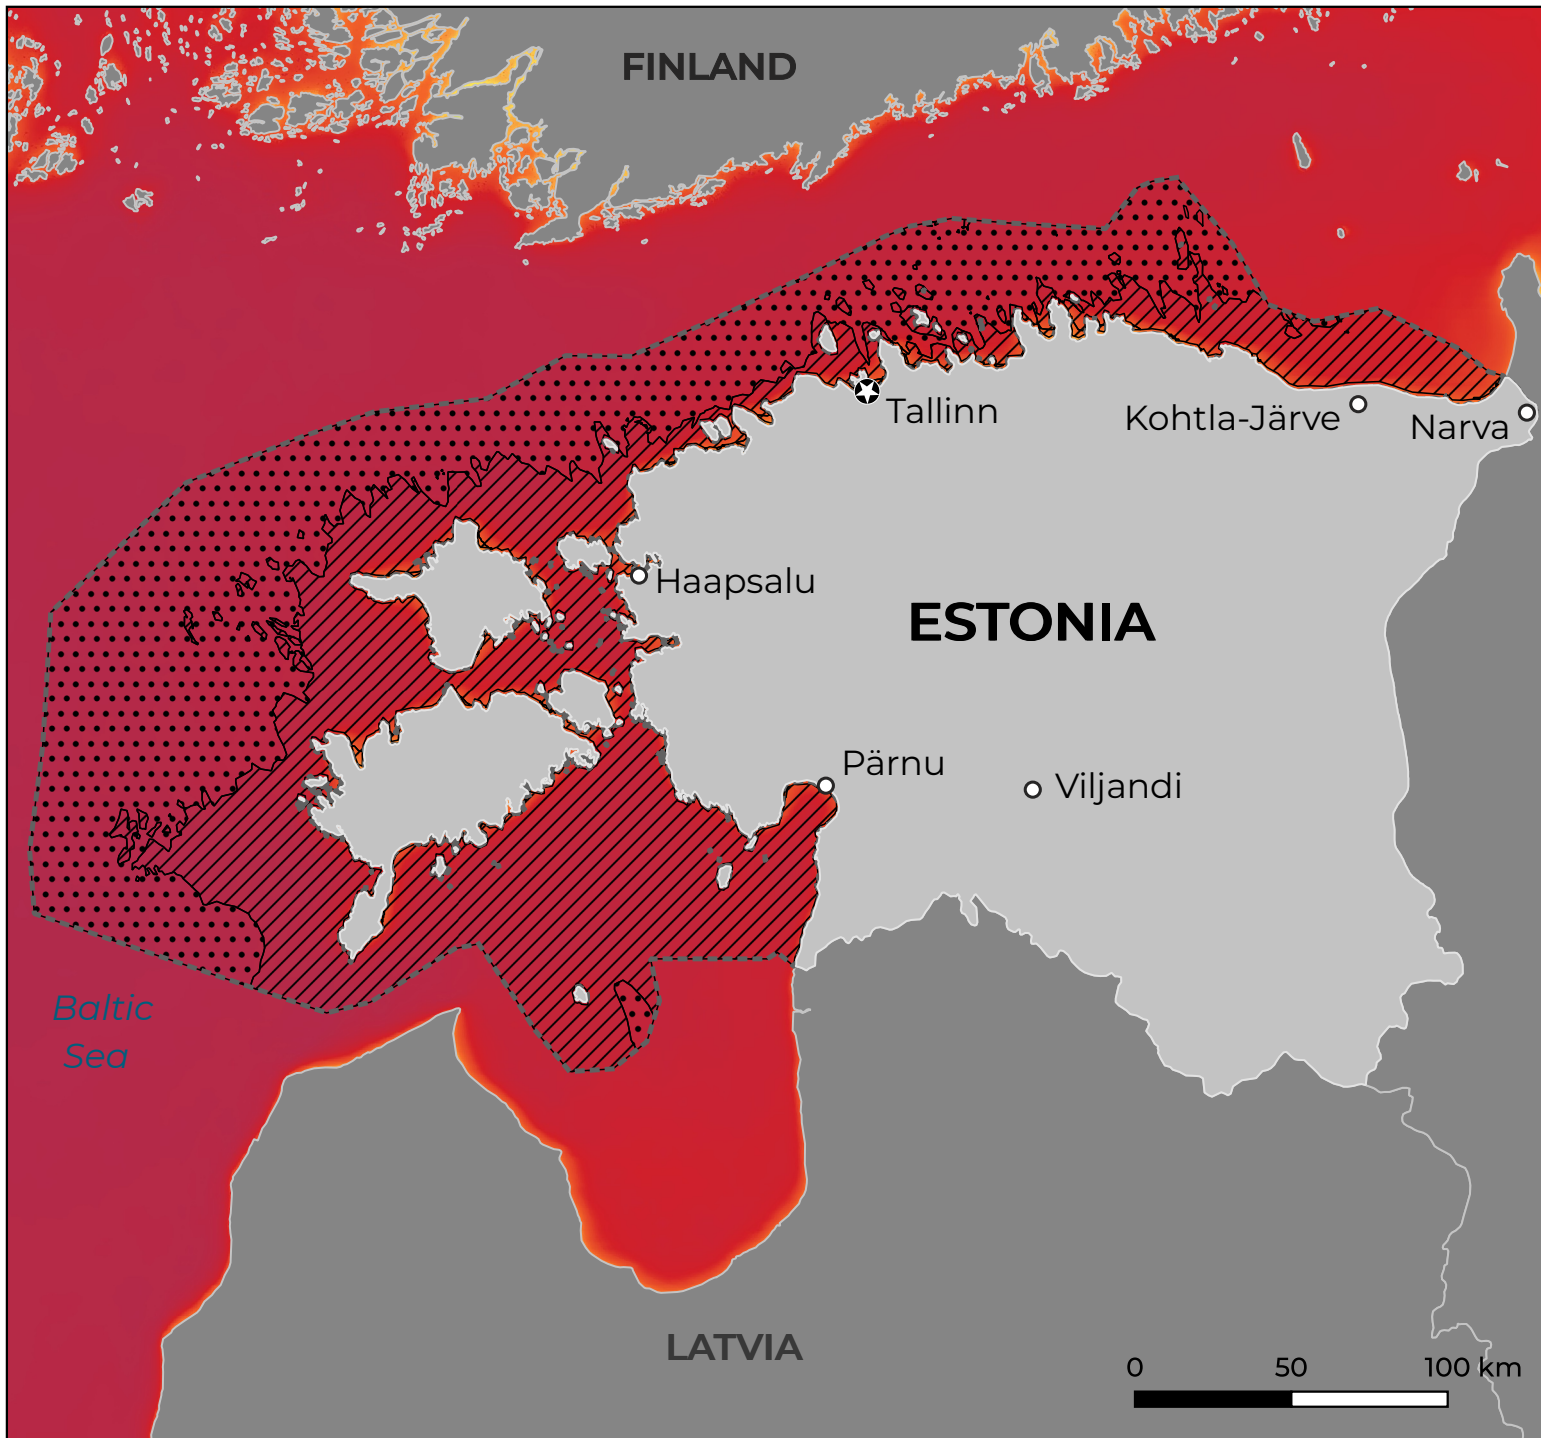 FINLAND
Tallinn
Kohtla-Järve
Narva
Haapsalu
ESTONIA
Pärnu
Viljandi
Baltic
Sea
LATVIA
0 50 100 km